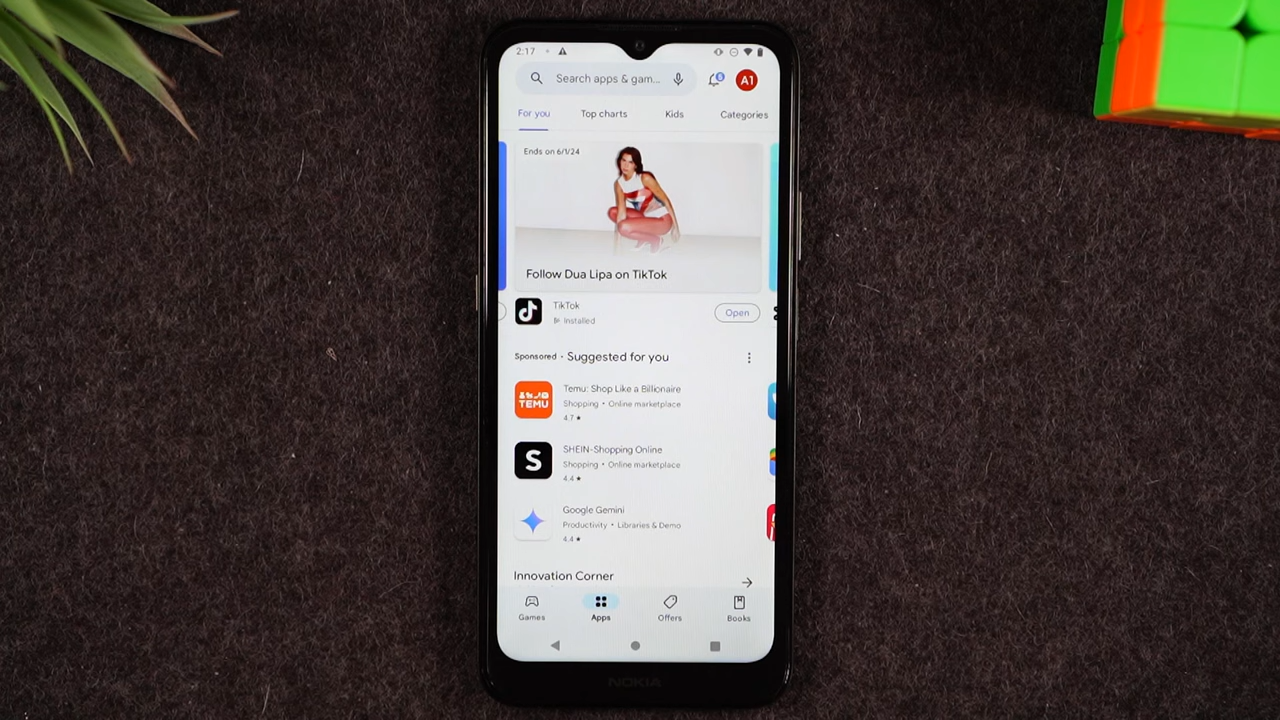 2:17
Search apps & gam...
6
A1
For you
Top charts
Kids
Categories
Ends on 6/1/24
Follow Dua Lipa on TikTok
TikTok
Installed
Open
Sponsored • Suggested for you
TEMU
Temu: Shop Like a Billionaire
Shopping • Online marketplace
4.7 ★
S
SHEIN-Shopping Online
Shopping • Online marketplace
4.4 ★
Google Gemini
Productivity • Libraries & Demo
4.4 ★
Innovation Corner
Games
Apps
Offers
Books
NOKIA